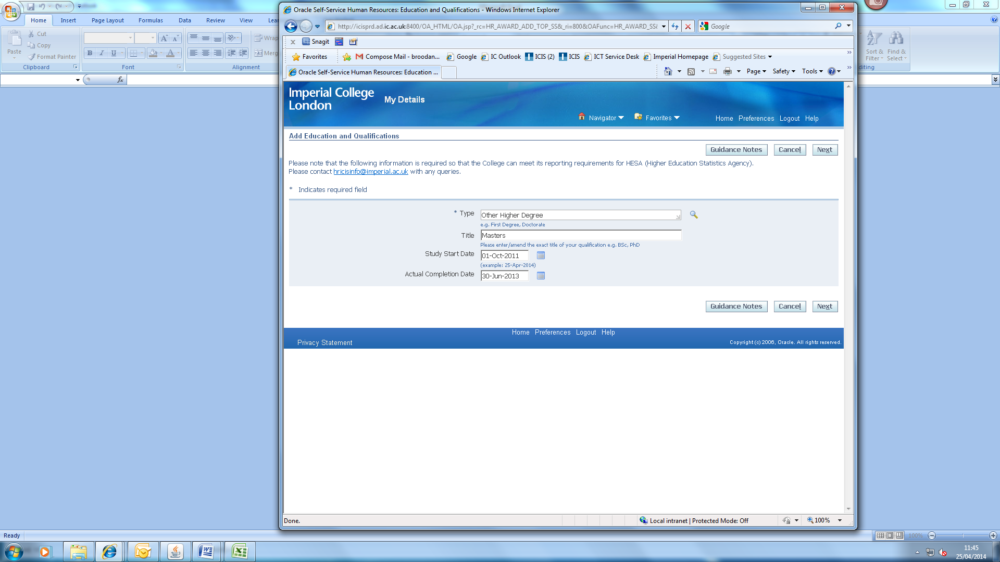 Oracle Self-Service Human Resources: Education and Qualifications - Windows Internet Explorer
Home Insert Page Layout Formulas Data Review View
http://icisprd.ad.ic.ac.uk:8400/OA_HTML/OA.jsp?_rc=HR_AWARD_ADD_TOP_SS&_ri=800&OAFunc=HR_AWARD_SS& Google
Cut
Copy
Paste
Format Painter
Clipboard
B I U
Font
Alignment
Sort & Filter
Find & Select
x Snagit
Favorites Compose Mail - broodan... Google IC Outlook ICIS (2) ICIS ICT Service Desk Imperial Homepage Suggested Sites
Oracle Self-Service Human Resources: Education ... Page Safety Tools
fx
Imperial College
London
My Details
Navigator Favorites Home Preferences Logout Help
Add Education and Qualifications
Guidance Notes Cancel Next
Please note that the following information is required so that the College can meet its reporting requirements for HESA (Higher Education Statistics Agency).
Please contact hricisinfo@imperial.ac.uk with any queries.
* Indicates required field
* Type Other Higher Degree
e.g. First Degree, Doctorate
Title Masters
Please enter/amend the exact title of your qualification e.g. BSc, PhD
Study Start Date 01-Oct-2011
(example: 25-Apr-2014)
Actual Completion Date 30-Jun-2013
Guidance Notes Cancel Next
Home Preferences Logout Help
Privacy Statement Copyright (c) 2006, Oracle. All rights reserved.
Done. Local intranet | Protected Mode: Off 100%
Ready 100%
11:45
25/04/2014